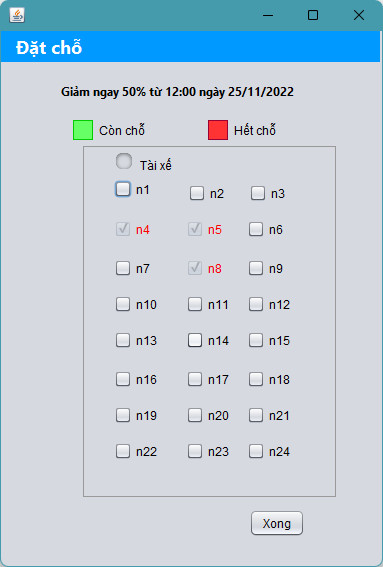 Đặt chỗ
Giảm ngay 50% từ 12:00 ngày 25/11/2022
Còn chỗ Hết chỗ
Tài xế
n1 n2 n3
n4 n5 n6
n7 n8 n9
n10 n11 n12
n13 n14 n15
n16 n17 n18
n19 n20 n21
n22 n23 n24
Xong